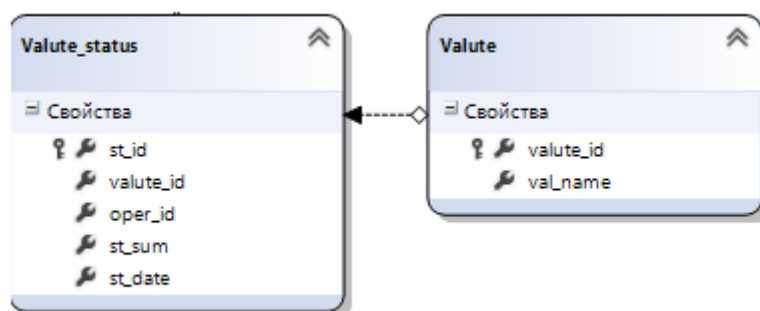 Valute_status
Свойства
st_id
valute_id
oper_id
st_sum
st_date
Valute
Свойства
valute_id
val_name